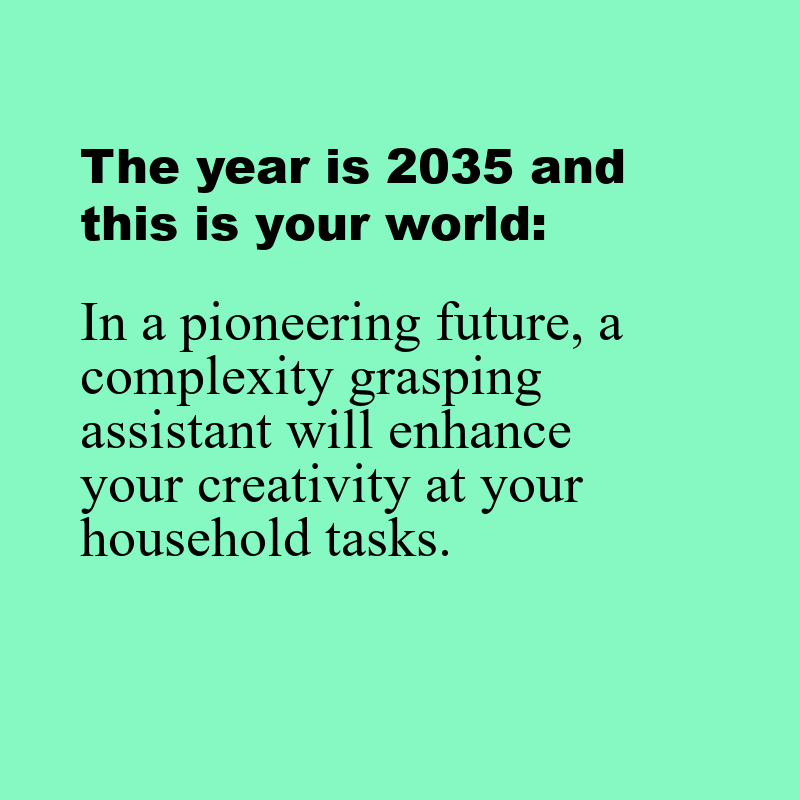 The year is 2035 and
this is your world:
In a pioneering future, a
complexity grasping
assistant will enhance
your creativity at your
household tasks.